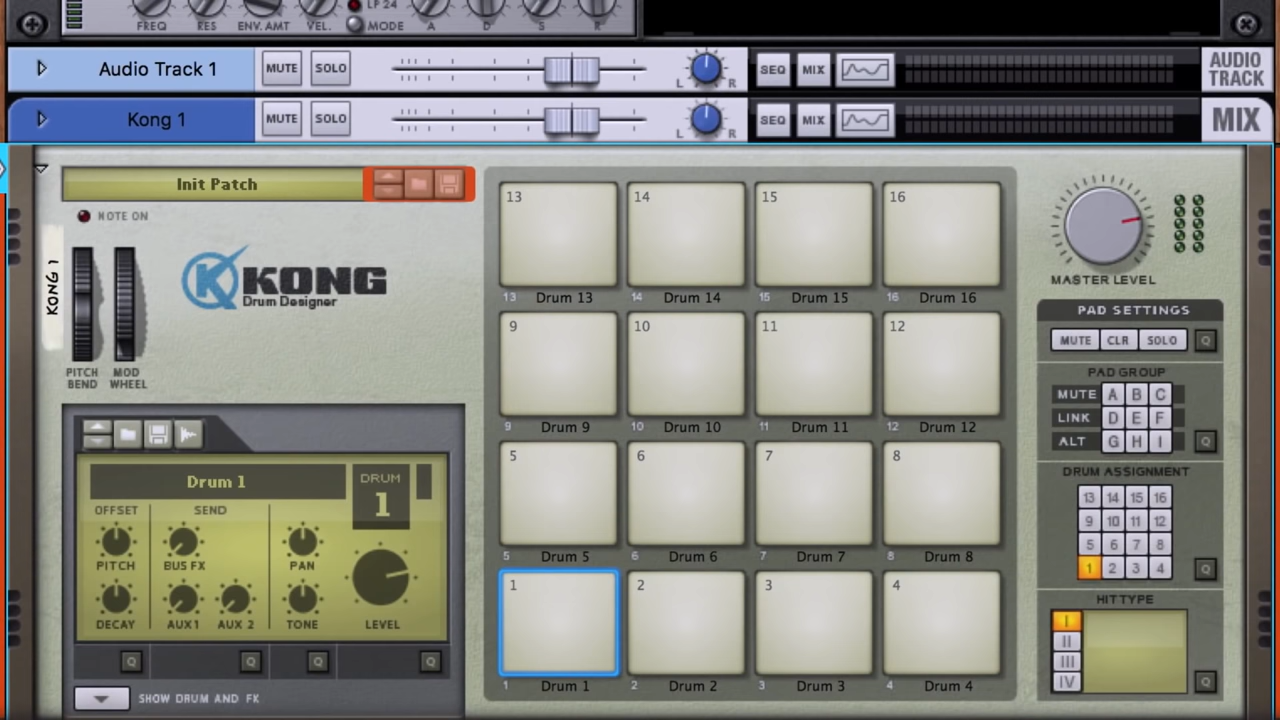 FREQ RES ENV. AMT VEL. LP 24 MODE A D S R
Audio Track 1 MUTE SOLO L R SEQ MIX AUDIO TRACK
Kong 1 MUTE SOLO L R SEQ MIX MIX
Init Patch
NOTE ON
KONG 1
KONG
Drum Designer
PITCH BEND
MOD WHEEL
13 14 15 16
13 Drum 13 14 Drum 14 15 Drum 15 16 Drum 16
9 10 11 12
9 Drum 9 10 Drum 10 11 Drum 11 12 Drum 12
5 6 7 8
5 Drum 5 6 Drum 6 7 Drum 7 8 Drum 8
1 2 3 4
1 Drum 1 2 Drum 2 3 Drum 3 4 Drum 4
Drum 1
DRUM
1
OFFSET SEND
PITCH BUS FX PAN
DECAY AUX 1 AUX 2 TONE LEVEL
Q Q Q Q
SHOW DRUM AND FX
MASTER LEVEL
PAD SETTINGS
MUTE CLR SOLO Q
PAD GROUP
MUTE A B C
LINK D E F
ALT G H I Q
DRUM ASSIGNMENT
13 14 15 16
9 10 11 12
5 6 7 8
1 2 3 4 Q
HIT TYPE
I
II
III
IV Q